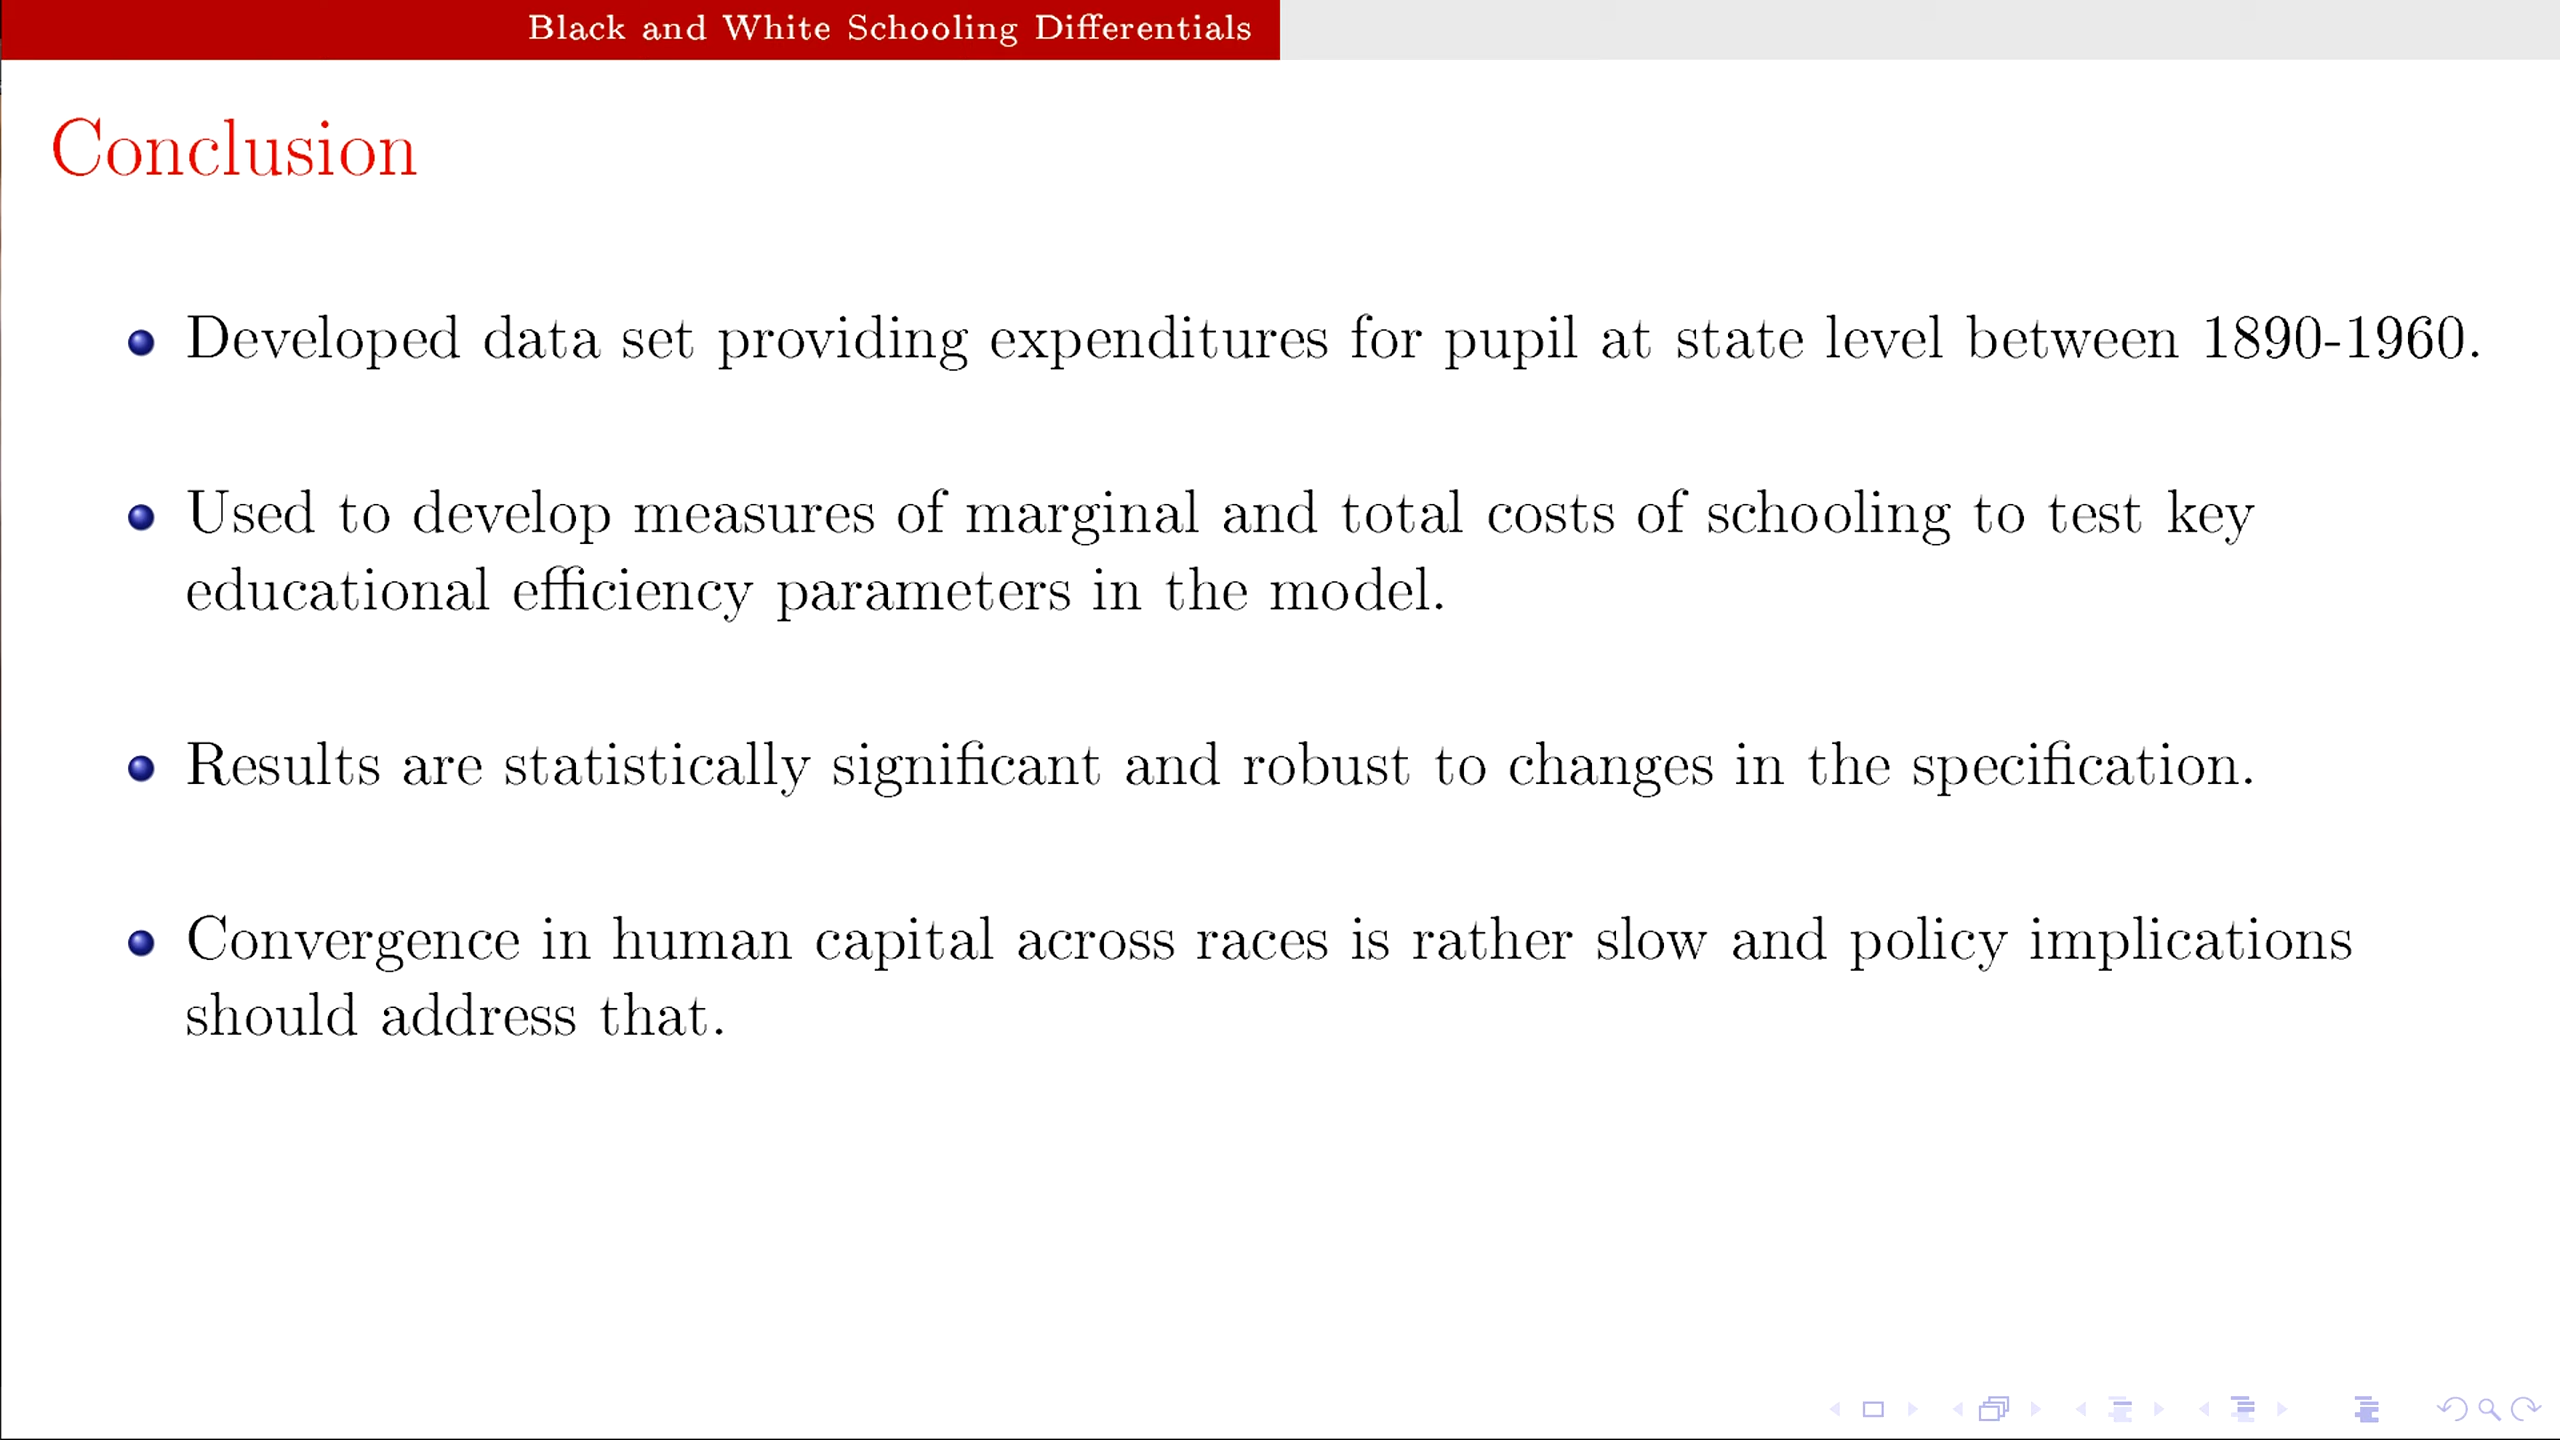 Black and White Schooling Differentials
Conclusion
Developed data set providing expenditures for pupil at state level between 1890-1960.
Used to develop measures of marginal and total costs of schooling to test key
educational efficiency parameters in the model.
Results are statistically significant and robust to changes in the specification.
Convergence in human capital across races is rather slow and policy implications
should address that.